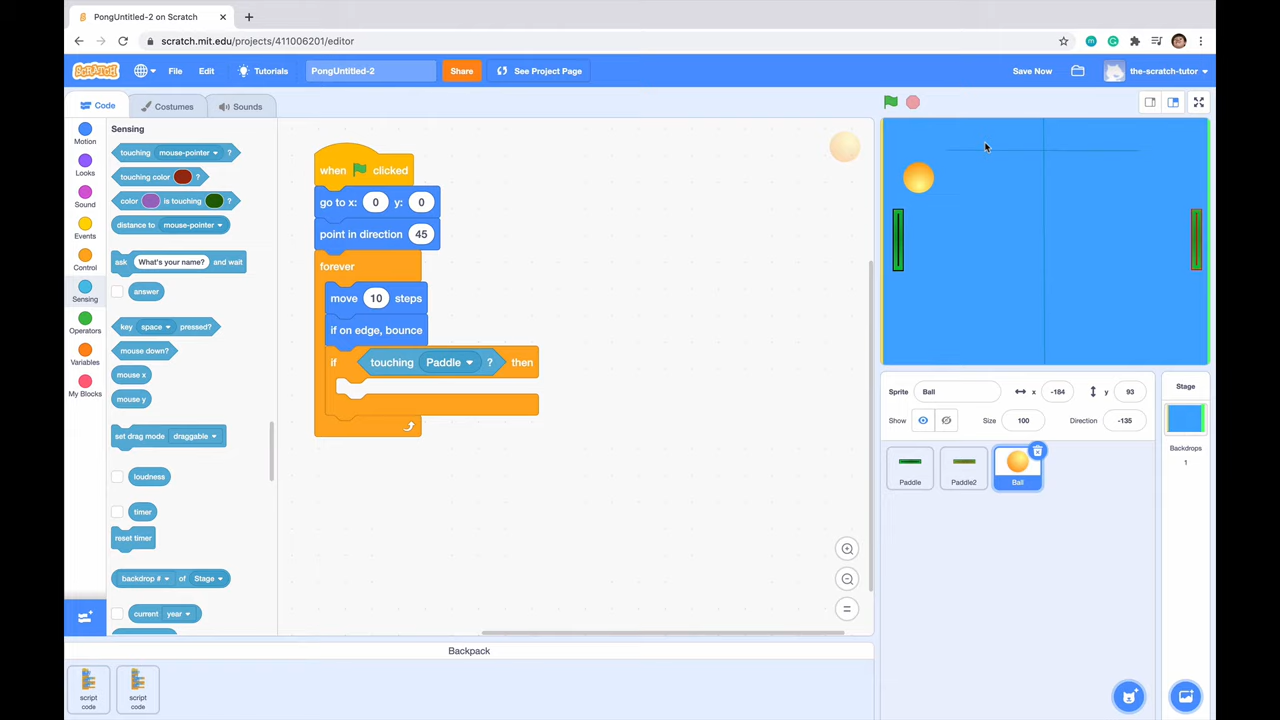 PongUntitled-2 on Scratch
scratch.mit.edu/projects/411006201/editor
SCRATCH File Edit Tutorials PongUntitled-2 Share See Project Page Save Now the-scratch-tutor
Code Costumes Sounds
Motion
Looks
Sound
Events
Control
Sensing
Operators
Variables
My Blocks
Sensing
touching mouse-pointer ?
touching color ?
color is touching ?
distance to mouse-pointer
ask What's your name? and wait
answer
key space pressed?
mouse down?
mouse x
mouse y
set drag mode draggable
loudness
timer
reset timer
backdrop # of Stage
current year
when clicked
go to x: 0 y: 0
point in direction 45
forever
move 10 steps
if on edge, bounce
if touching Paddle ? then
Sprite Ball x -184 y 93
Show Size 100 Direction -135
Paddle
Paddle2
Ball
Stage
Backdrops
1
Backpack
script
code
script
code